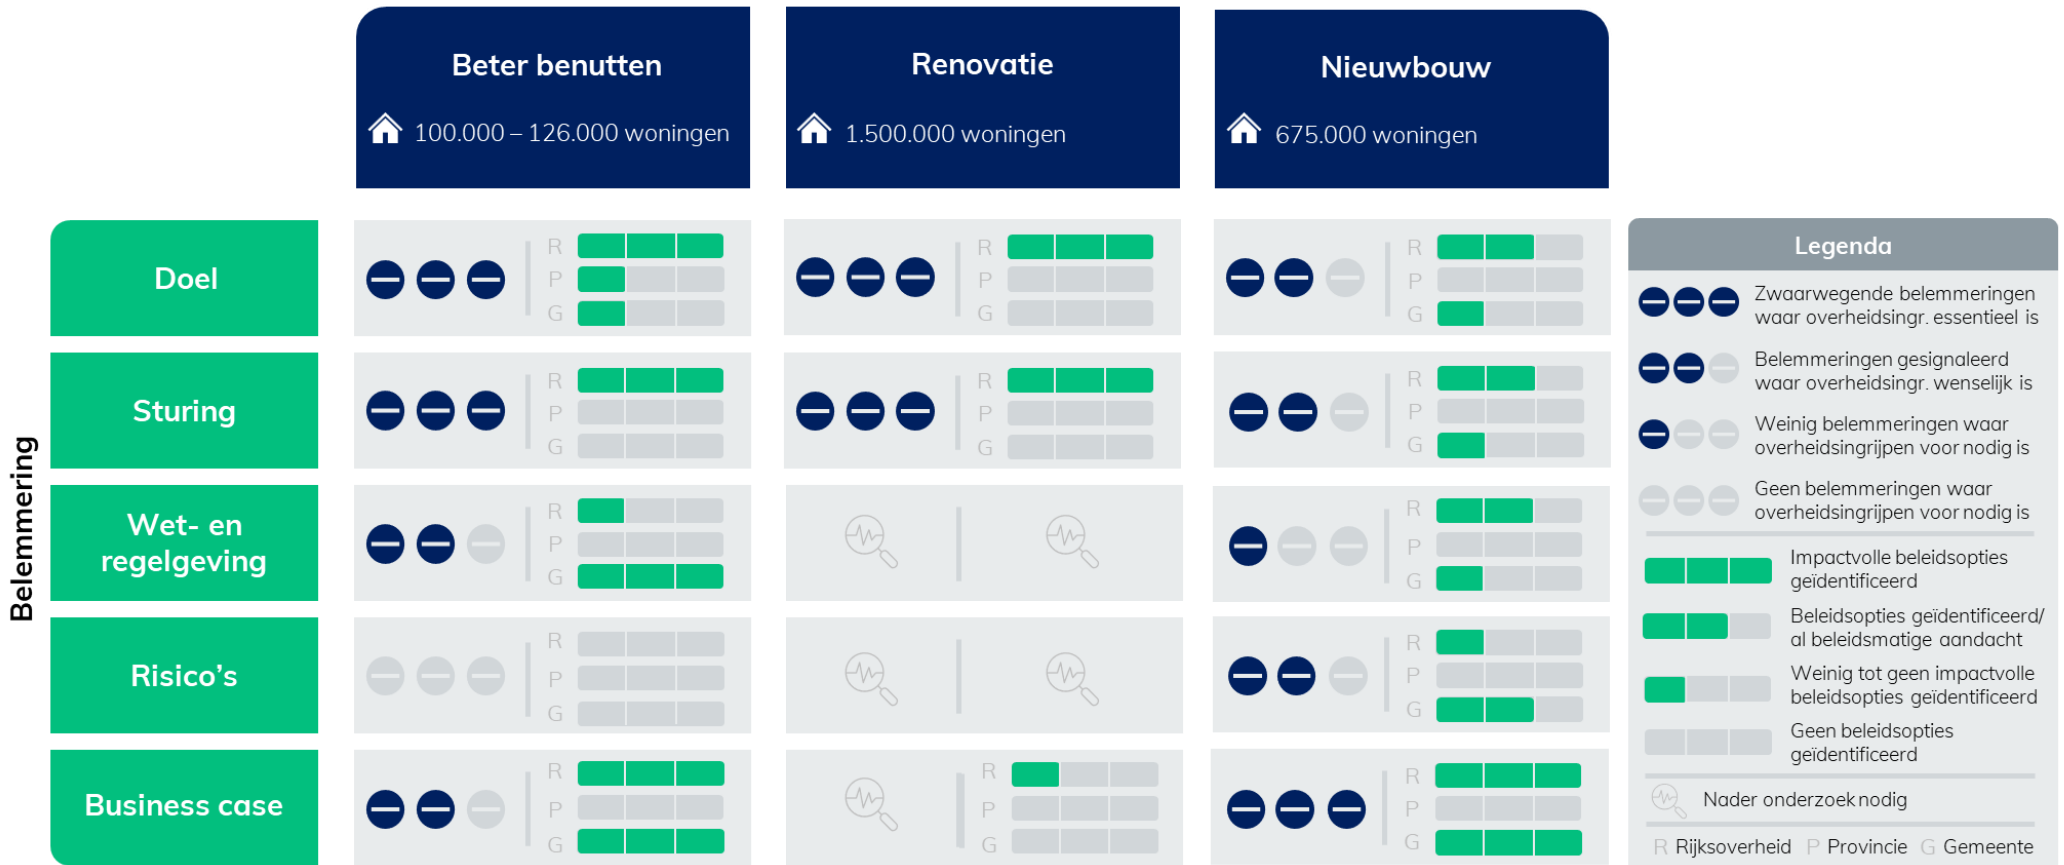 Beter benutten
100.000 – 126.000 woningen
Renovatie
1.500.000 woningen
Nieuwbouw
675.000 woningen
Belemmering
Doel
R
P
G
R
P
G
R
P
G
Sturing
R
P
G
R
P
G
R
P
G
Wet- en
regelgeving
R
P
G
R
P
G
Risico's
R
P
G
R
P
G
Business case
R
P
G
R
P
G
R
P
G
Legenda
Zwaarwegende belemmeringen
waar overheidsingr. essentieel is
Belemmeringen gesignaleerd
waar overheidsingr. wenselijk is
Weinig belemmeringen waar
overheidsingrijpen voor nodig is
Geen belemmeringen waar
overheidsingrijpen voor nodig is
Impactvolle beleidsopties
geïdentificeerd
Beleidsopties geïdentificeerd/
al beleidsmatige aandacht
Weinig tot geen impactvolle
beleidsopties geïdentificeerd
Geen beleidsopties
geïdentificeerd
Nader onderzoek nodig
R Rijksoverheid P Provincie G Gemeente